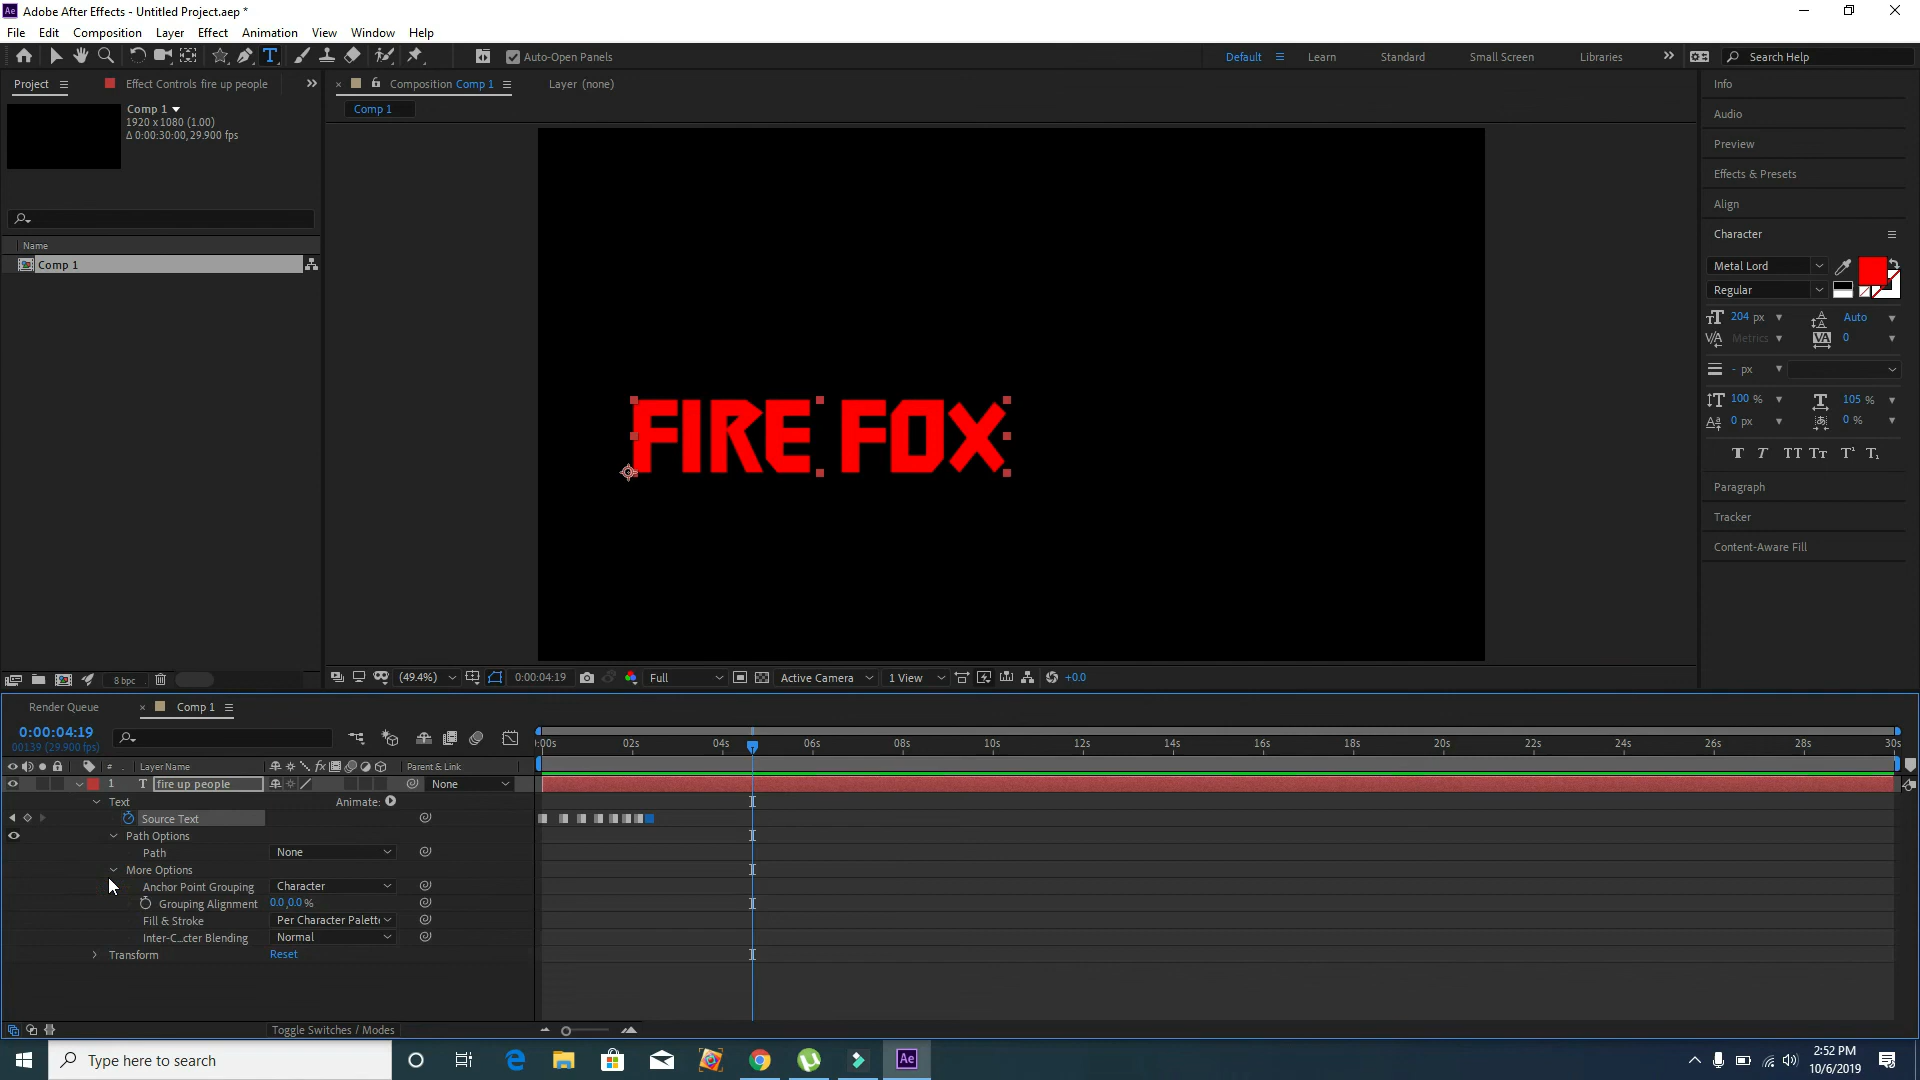 Adobe After Effects - Untitled Project.aep *
File Edit Composition Layer Effect Animation View Window Help
Auto-Open Panels
Default Learn Standard Small Screen Libraries Search Help
Project Effect Controls fire up people
Composition Comp 1 Layer (none)
Comp 1
1920 x 1080 (1.00)
Δ 0:00:30:00, 29.900 fps
Comp 1
Name
Comp 1
FIRE FOX
Info
Audio
Preview
Effects & Presets
Align
Character
Metal Lord
Regular
204 px Auto
Metrics 0
- px
100 % 105 %
0 px 0 %
T T TT Tt T¹ T₁
Paragraph
Tracker
Content-Aware Fill
8 bpc
(49.4%) 0:00:04:19 Full Active Camera 1 View +0.0
Render Queue Comp 1
0:00:04:19
00139 (29.900 fps)
:00s 02s 04s 06s 08s 10s 12s 14s 16s 18s 20s 22s 24s 26s 28s 30s
# Layer Name Parent & Link
1 T fire up people None
Text Animate:
Source Text
Path Options
Path None
More Options
Anchor Point Grouping Character
Grouping Alignment 0.0,0.0 %
Fill & Stroke Per Character Palette
Inter-C...cter Blending Normal
Transform Reset
Toggle Switches / Modes
Type here to search
Ae
2:52 PM
10/6/2019